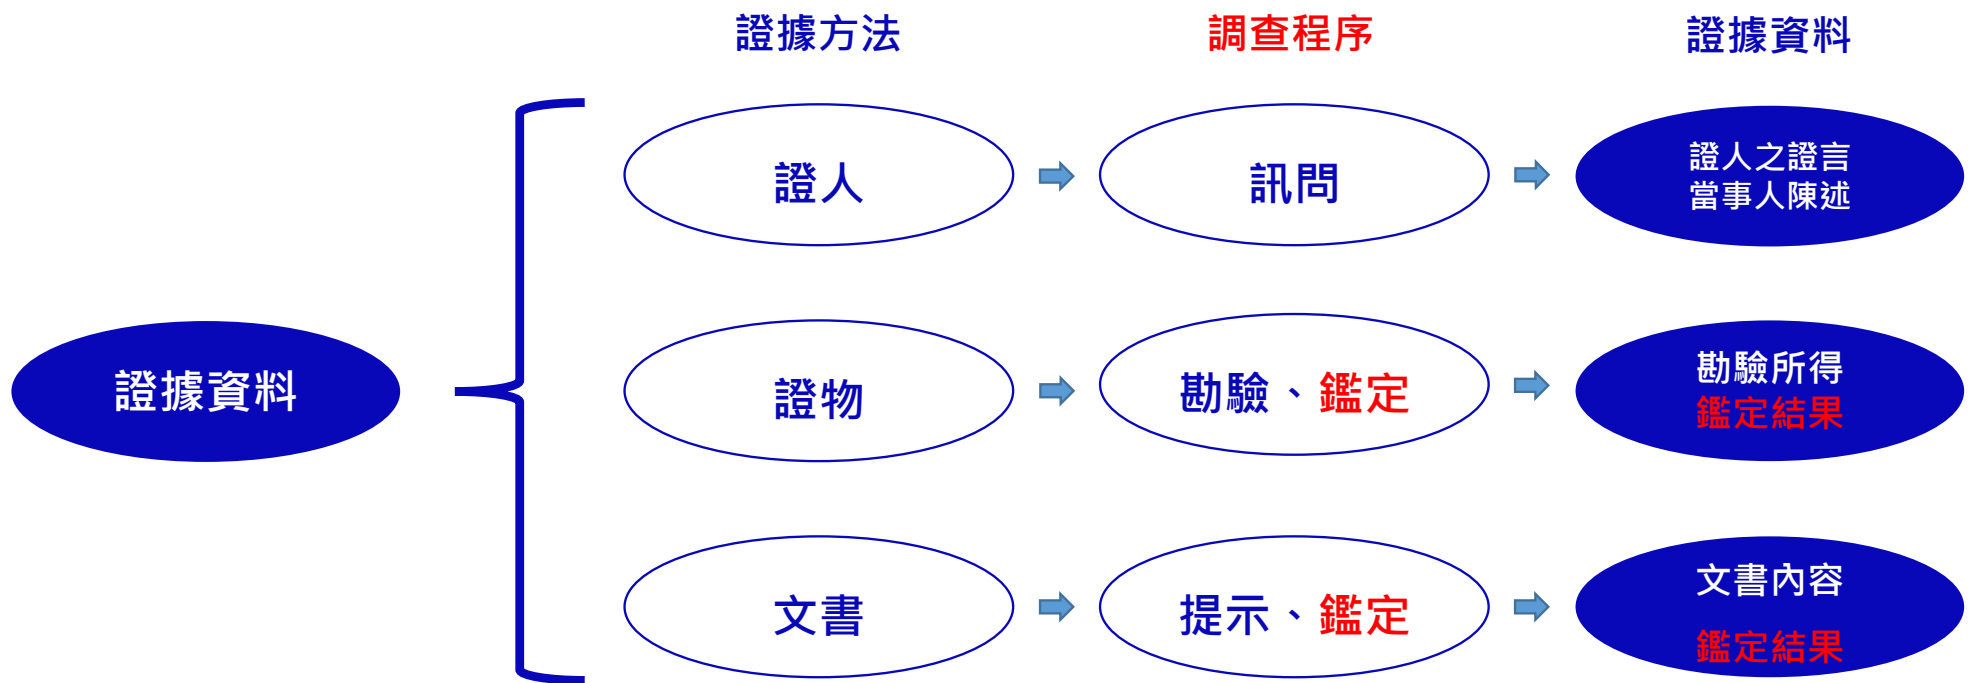 證據方法
調查程序
證據資料
證人
訊問
證人之證言
當事人陳述
證據資料
證物
勘驗、鑑定
勘驗所得
鑑定結果
文書
提示、鑑定
文書內容
鑑定結果